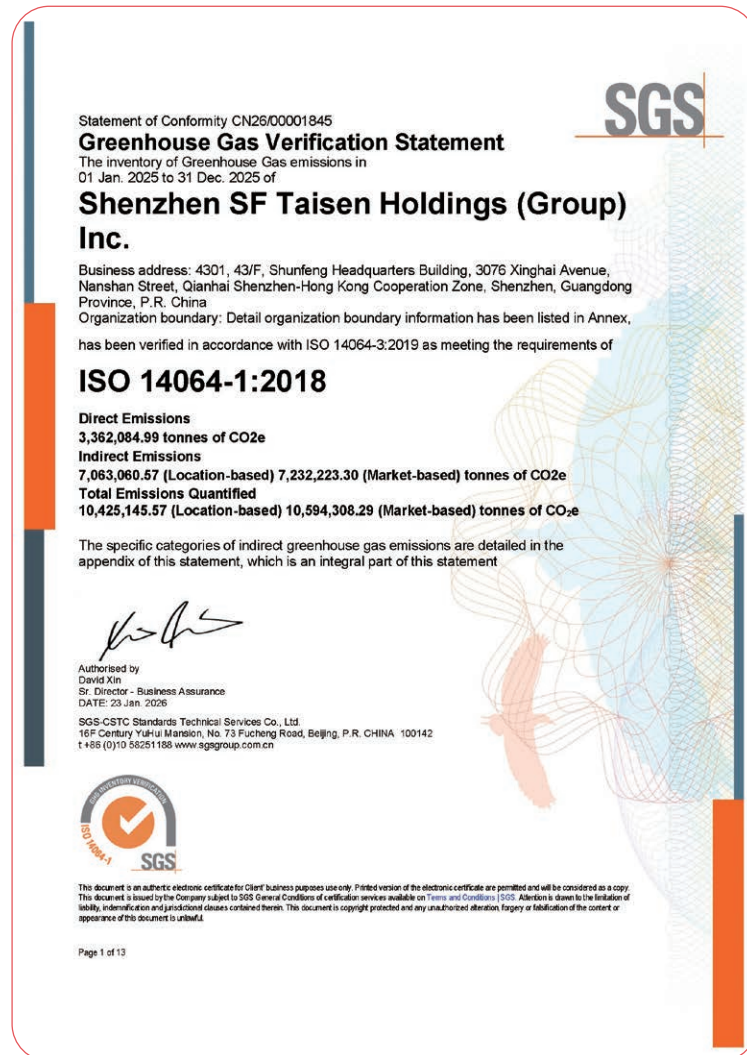 SGS
Statement of Conformity CN26/00001845
Greenhouse Gas Verification Statement
The inventory of Greenhouse Gas emissions in
01 Jan. 2025 to 31 Dec. 2025 of
Shenzhen SF Taisen Holdings (Group)
Inc.
Business address: 4301, 43/F, Shunfeng Headquarters Building, 3076 Xinghai Avenue,
Nanshan Street, Qianhai Shenzhen-Hong Kong Cooperation Zone, Shenzhen, Guangdong
Province, P.R. China
Organization boundary: Detail organization boundary information has been listed in Annex,
has been verified in accordance with ISO 14064-3:2019 as meeting the requirements of
ISO 14064-1:2018
Direct Emissions
3,362,084.99 tonnes of CO2e
Indirect Emissions
7,063,060.57 (Location-based) 7,232,223.30 (Market-based) tonnes of CO2e
Total Emissions Quantified
10,425,145.57 (Location-based) 10,594,308.29 (Market-based) tonnes of CO₂e
The specific categories of indirect greenhouse gas emissions are detailed in the
appendix of this statement, which is an integral part of this statement
Authorised by
David Xin
Sr. Director - Business Assurance
DATE: 23 Jan. 2026
SGS-CSTC Standards Technical Services Co., Ltd.
16F Century YuHui Mansion, No. 73 Fucheng Road, Beijing, P.R. CHINA 100142
t +86 (0)10 58251188 www.sgsgroup.com.cn
GHG INVENTORY VERIFICATION
ISO 14064-1
SGS
This document is an authentic electronic certificate for Client' business purposes use only. Printed version of the electronic certificate are permitted and will be considered as a copy.
This document is issued by the Company subject to SGS General Conditions of certification services available on Terms and Conditions | SGS. Attention is drawn to the limitation of
liability, indemnification and jurisdictional clauses contained therein. This document is copyright protected and any unauthorized alteration, forgery or falsification of the content or
appearance of this document is unlawful.
Page 1 of 13